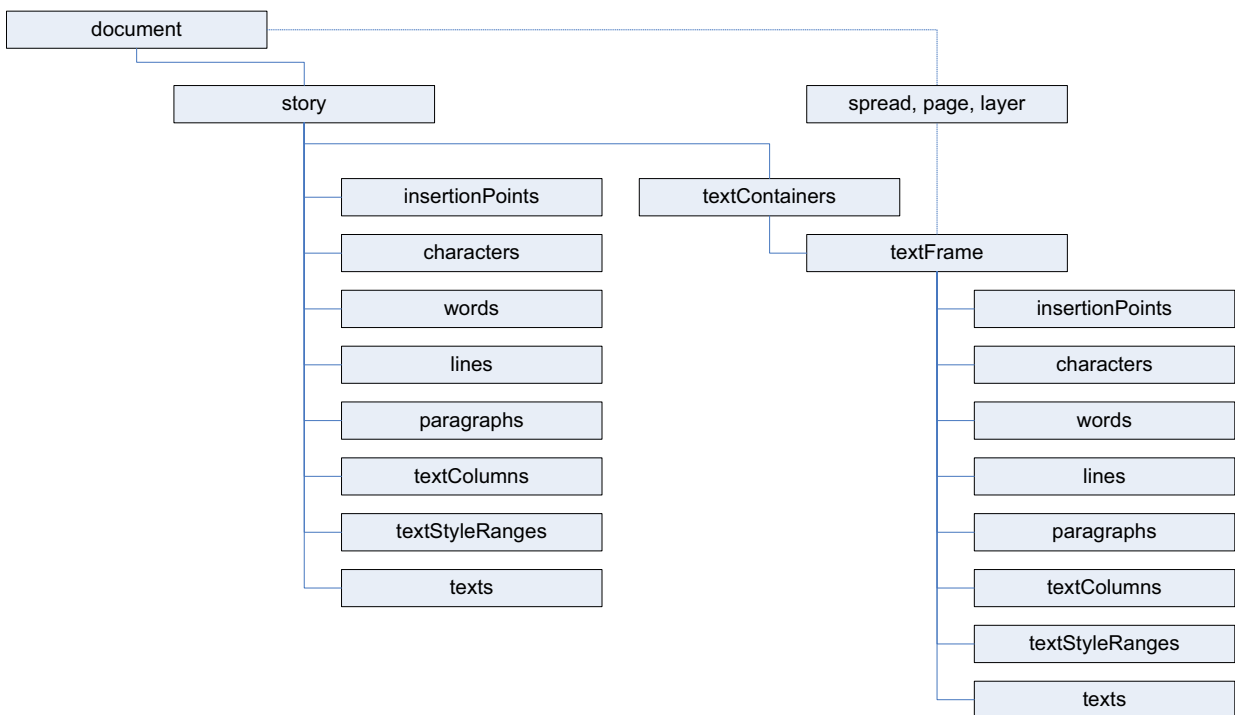 document
story
spread, page, layer
insertionPoints
textContainers
characters
textFrame
words
insertionPoints
lines
characters
paragraphs
words
textColumns
lines
textStyleRanges
paragraphs
texts
textColumns
textStyleRanges
texts